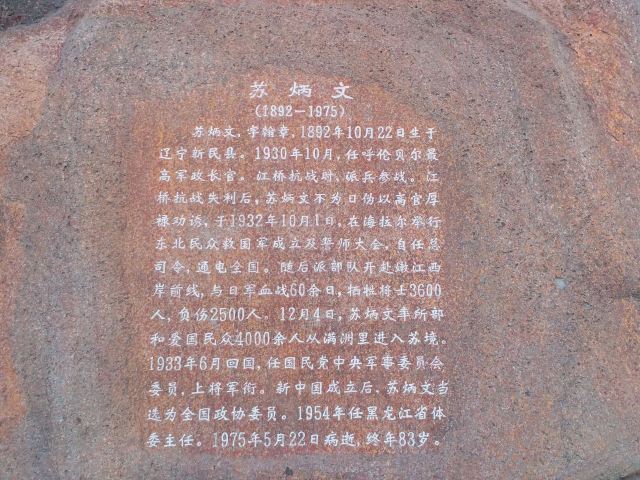 苏炳文
(1892－1975)
苏炳文，字翰章，1892年10月22日生于
辽宁新民县。1930年10月，任呼伦贝尔最
高军政长官。江桥抗战时，派兵参战。江
桥抗战失利后，苏炳文不为日伪以高官厚
禄劝诱，于1932年10月1日，在海拉尔举行
东北民众救国军成立及誓师大会，自任总
司令，通电全国。随后派部队开赴嫩江西
岸前线，与日军血战60余日，牺牲将士3600
人，负伤2500人。12月4日，苏炳文率所部
和爱国民众4000余人从满洲里进入苏境。
1933年6月回国，任国民党中央军事委员会
委员，上将军衔。新中国成立后、苏炳文当
选为全国政协委员。1954年任黑龙江省体
委主任。1975年5月22日病逝，终年83岁。